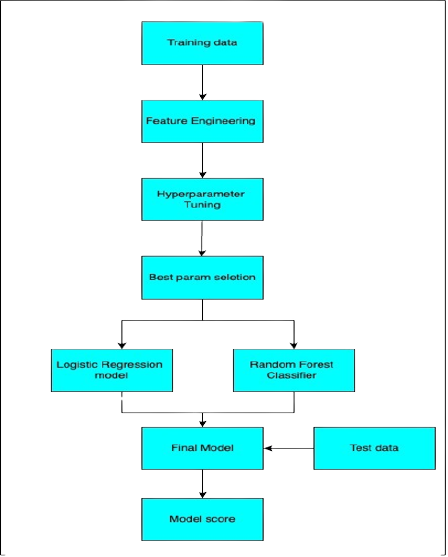 Training data
Feature Engineering
Hyperparameter
Tuning
Best param seletion
Logistic Regression
model
Random Forest
Classifier
Final Model
Test data
Model score